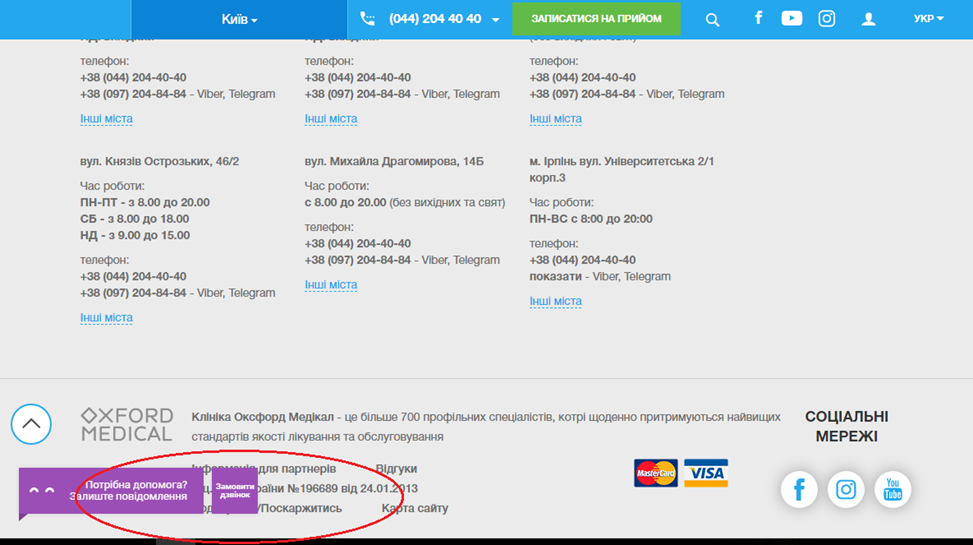 Київ
(044) 204 40 40
ЗАПИСАТИСЯ НА ПРИЙОМ
УКР
телефон:
+38 (044) 204-40-40
+38 (097) 204-84-84 - Viber, Telegram
Інші міста
телефон:
+38 (044) 204-40-40
+38 (097) 204-84-84 - Viber, Telegram
Інші міста
телефон:
+38 (044) 204-40-40
+38 (097) 204-84-84 - Viber, Telegram
Інші міста
вул. Князів Острозьких, 46/2
Час роботи:
ПН-ПТ - з 8.00 до 20.00
СБ - з 8.00 до 18.00
НД - з 9.00 до 15.00
телефон:
+38 (044) 204-40-40
+38 (097) 204-84-84 - Viber, Telegram
Інші міста
вул. Михайла Драгомирова, 14Б
Час роботи:
с 8.00 до 20.00 (без вихідних та свят)
телефон:
+38 (044) 204-40-40
+38 (097) 204-84-84 - Viber, Telegram
Інші міста
м. Ірпінь вул. Університетська 2/1
корп.3
Час роботи:
ПН-ВС с 8:00 до 20:00
телефон:
+38 (044) 204-40-40
показати - Viber, Telegram
Інші міста
OXFORD
MEDICAL
Клініка Оксфорд Медікал - це більше 700 профільних спеціалістів, котрі щоденно притримуються найвищих
стандартів якості лікування та обслуговування
для партнерів
Відгуки
№196689 від 24.01.2013
/Поскаржитись
Карта сайту
Потрібна допомога?
Залиште повідомлення
Замовити
дзвінок
MasterCard
VISA
СОЦІАЛЬНІ
МЕРЕЖІ
You
Tube